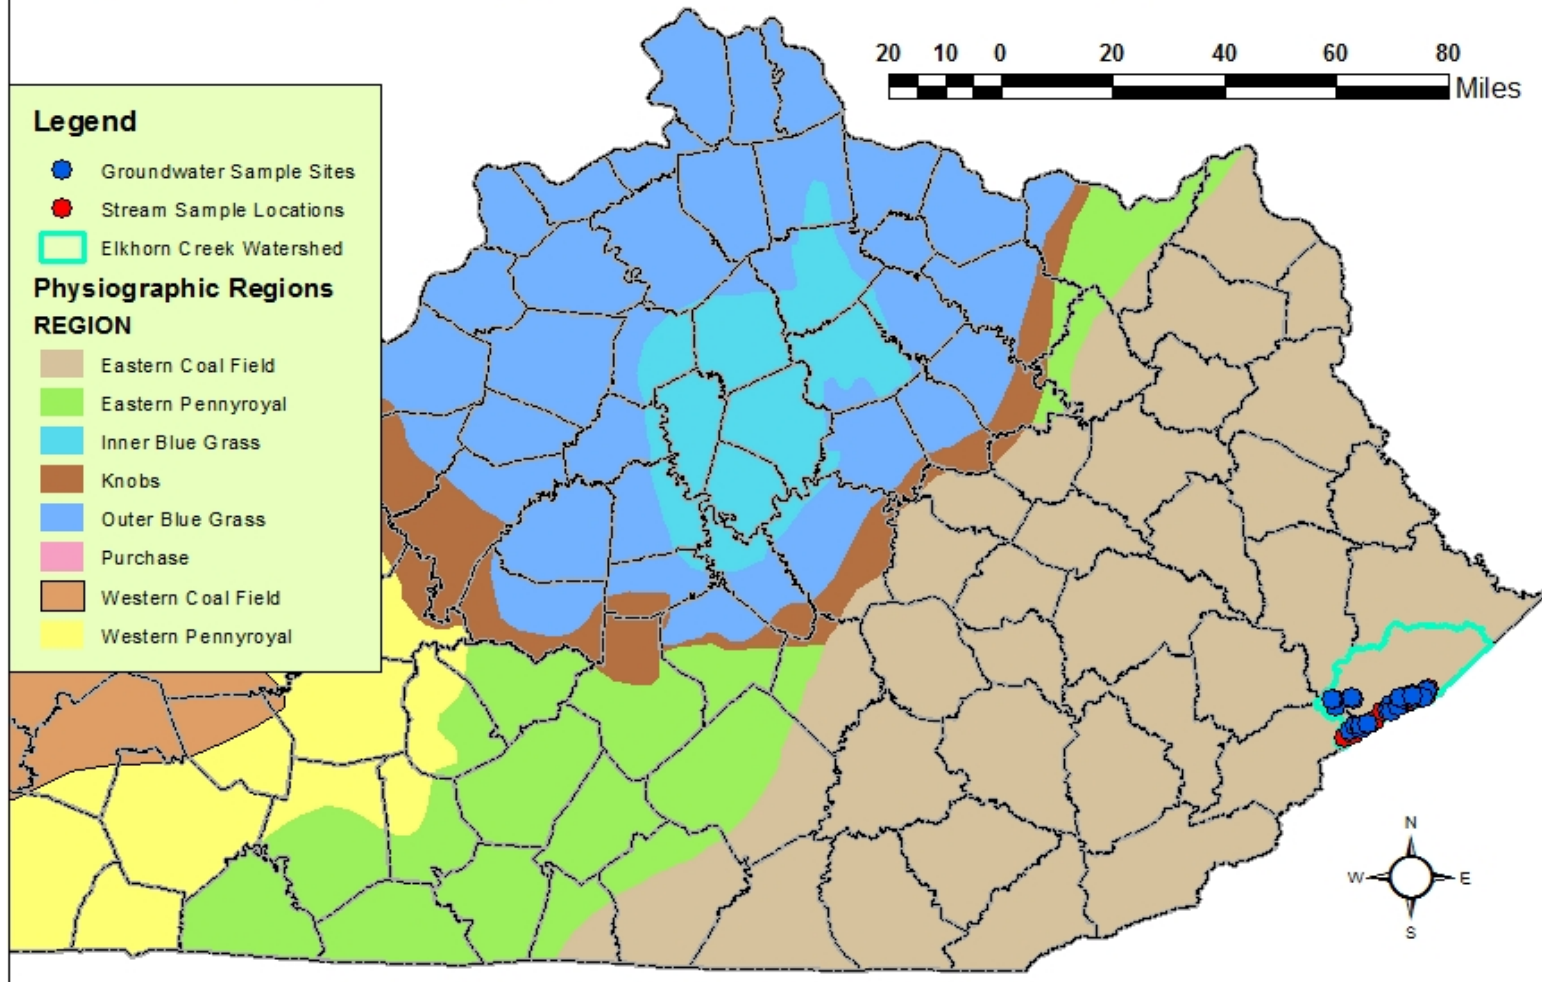 20 10 0 20 40 60 80
Miles
Legend
Groundwater Sample Sites
Stream Sample Locations
Elkhorn Creek Watershed
Physiographic Regions
REGION
Eastern Coal Field
Eastern Pennyroyal
Inner Blue Grass
Knobs
Outer Blue Grass
Purchase
Western Coal Field
Western Pennyroyal
N
W E
S